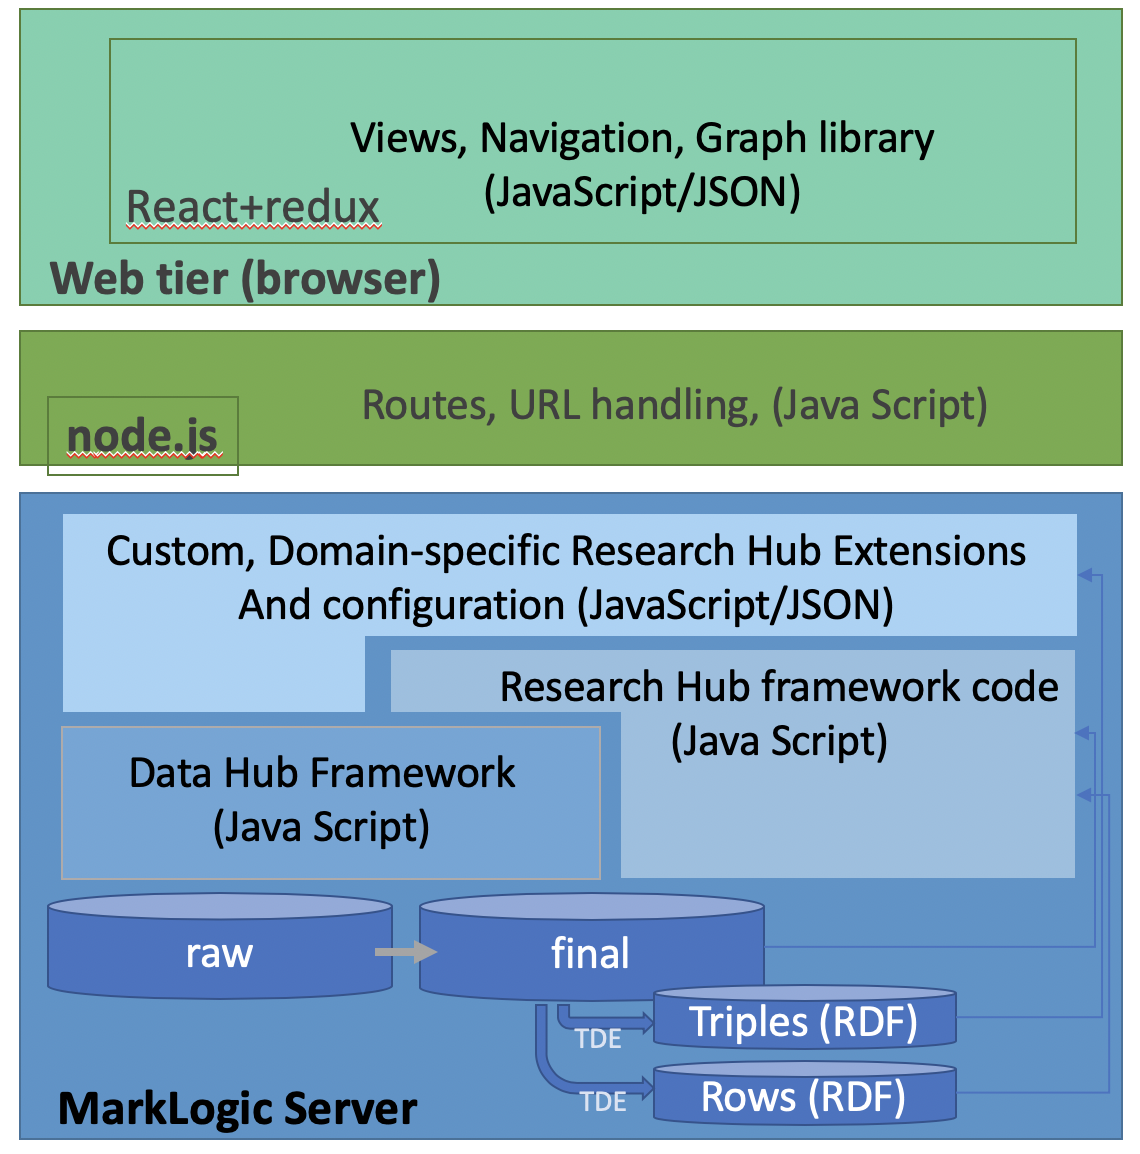 Views, Navigation, Graph library
(JavaScript/JSON)
React+redux
Web tier (browser)
Routes, URL handling, (Java Script)
node.js
Custom, Domain-specific Research Hub Extensions
And configuration (JavaScript/JSON)
Research Hub framework code
(Java Script)
Data Hub Framework
(Java Script)
raw
final
Triples (RDF)
TDE
Rows (RDF)
TDE
MarkLogic Server